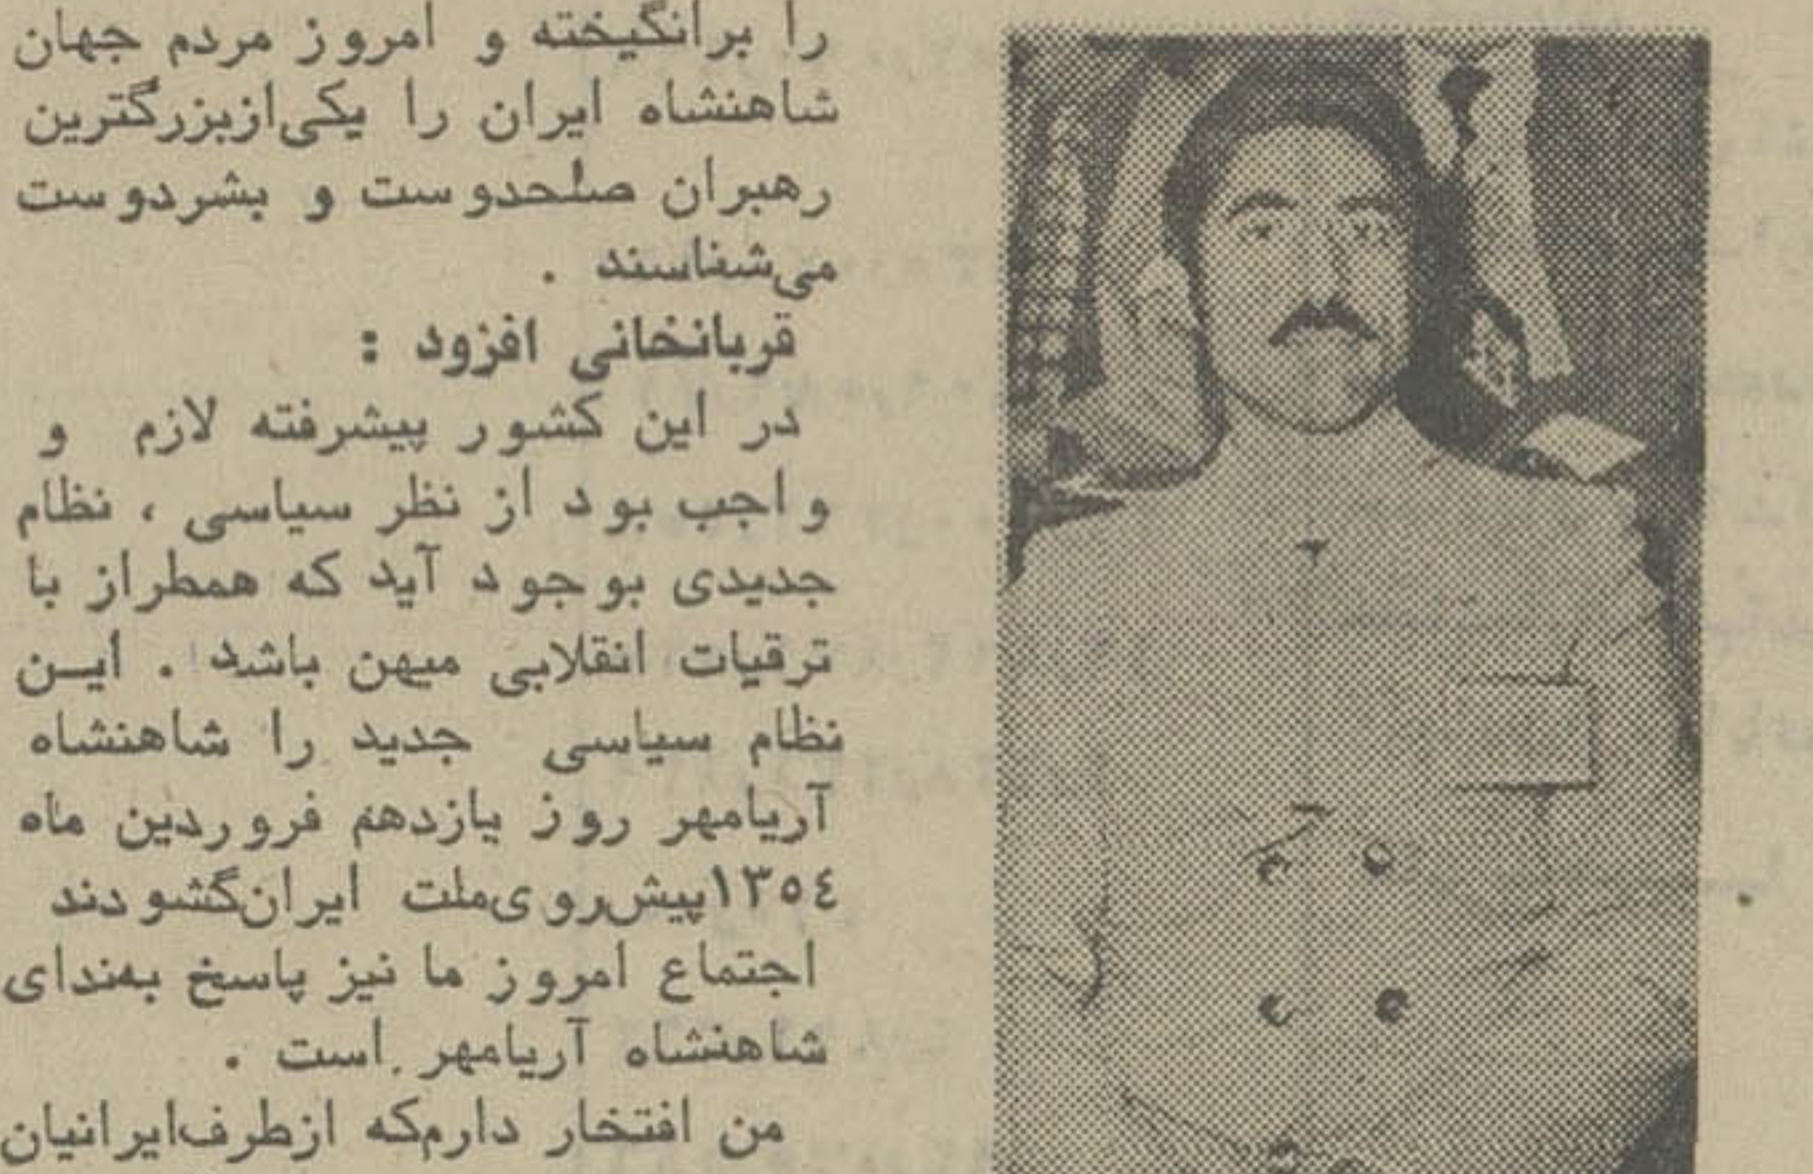 را برانگیخته و امروز مردم جهان
شاهنشاه ایران را یکی‌ازبزرگترین
رهبران صلحدوست و بشردوست
می‌شناسند .
قربانخانی افزود :
در این کشور پیشرفته لازم و
واجب بود از نظر سیاسی ، نظام
جدیدی بوجود آید که همطراز با
ترقیات انقلابی میهن باشد . ایـن
نظام سیاسی جدید را شاهنشاه
آریامهر روز یازدهم فروردین ماه
۱۳۵٤پیش‌روی‌ملت ایران‌گشودند
اجتماع امروز ما نیز پاسخ به‌ندای
شاهنشاه آریامهر است .
من افتخار دارم‌که ازطرف‌ایرانیان